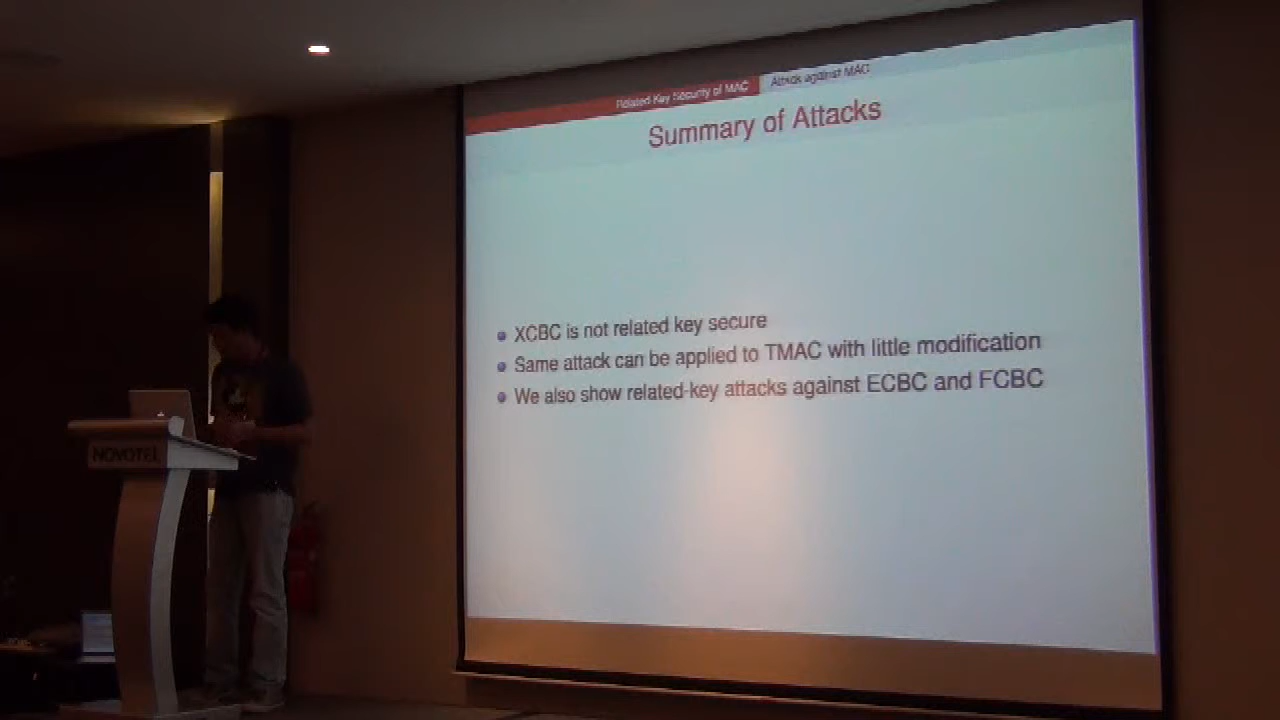 Related Key Security of MAC
Attack against MAC
Summary of Attacks
XCBC is not related key secure
Same attack can be applied to TMAC with little modification
We also show related-key attacks against ECBC and FCBC
NOVOTEL